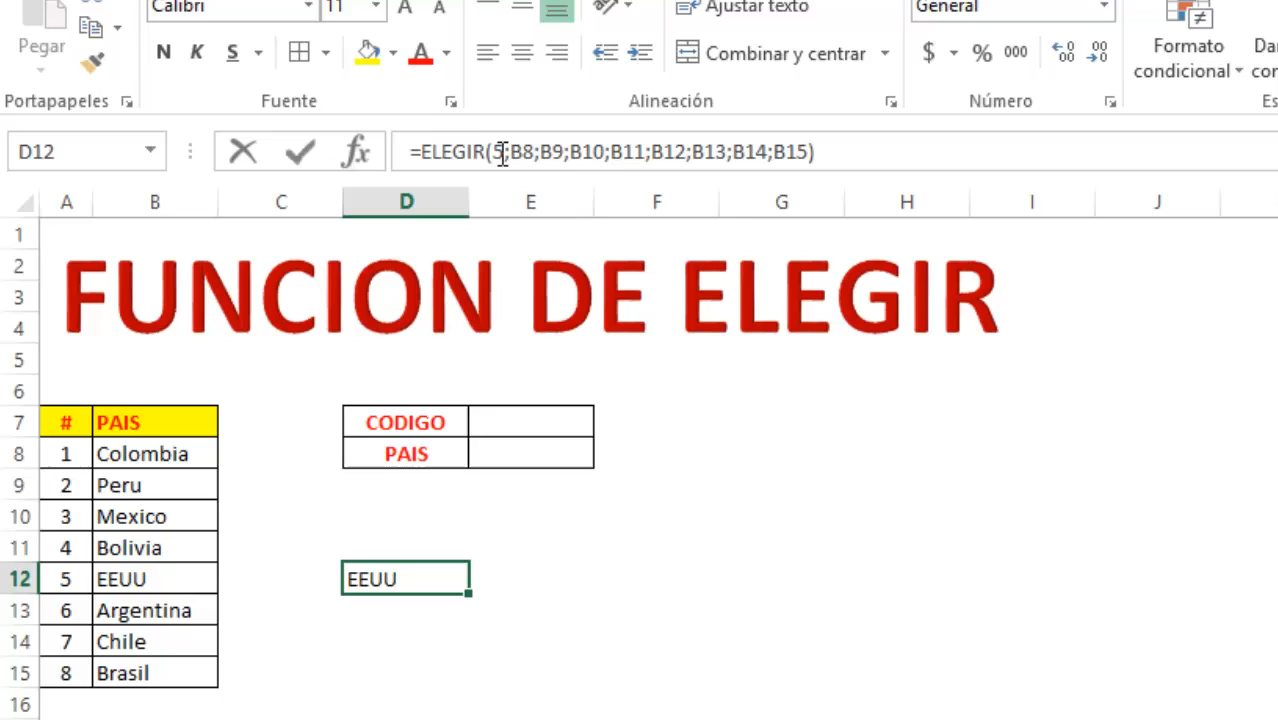 Calibri 11 A A Ajustar texto General
Pegar N K S A Combinar y centrar $ % 000 Formato
condicional
Portapapeles Fuente Alineación Número Es
D12 fx =ELEGIR(5;B8;B9;B10;B11;B12;B13;B14;B15)
A B C D E F G H I J
1
2
3
4
FUNCION DE ELEGIR
5
6
7 # PAIS CODIGO
8 1 Colombia PAIS
9 2 Peru
10 3 Mexico
11 4 Bolivia
12 5 EEUU EEUU
13 6 Argentina
14 7 Chile
15 8 Brasil
16